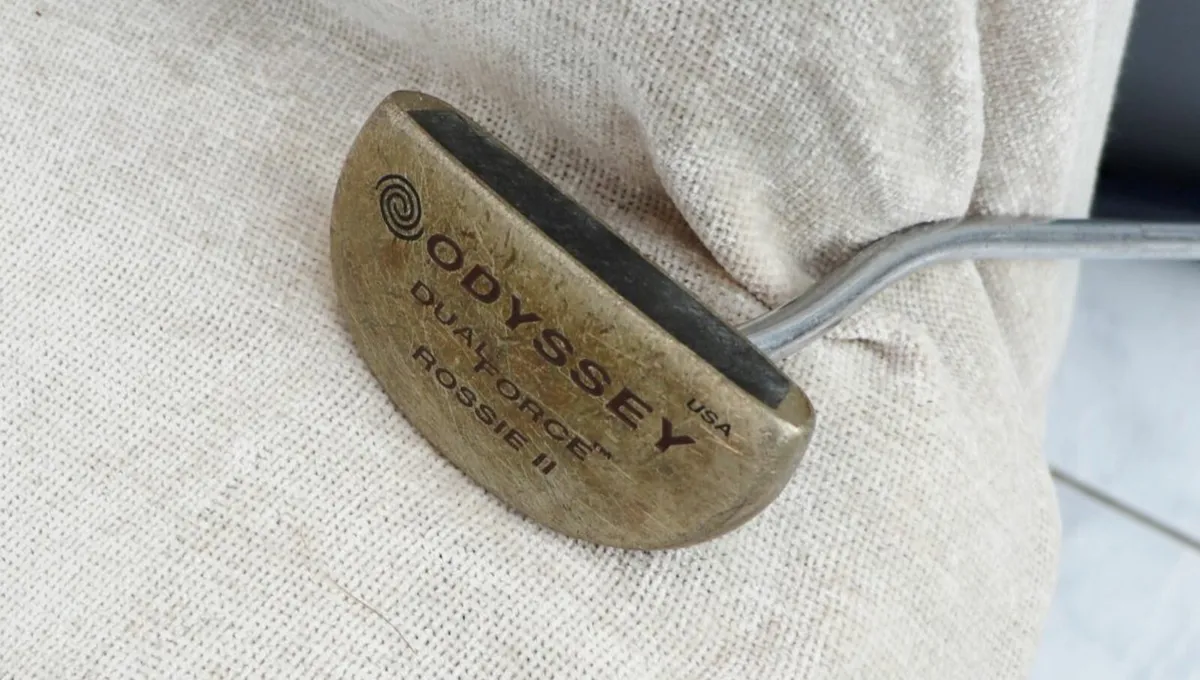 ODYSSEY
USA
DUAL FORCE™
ROSSIE II